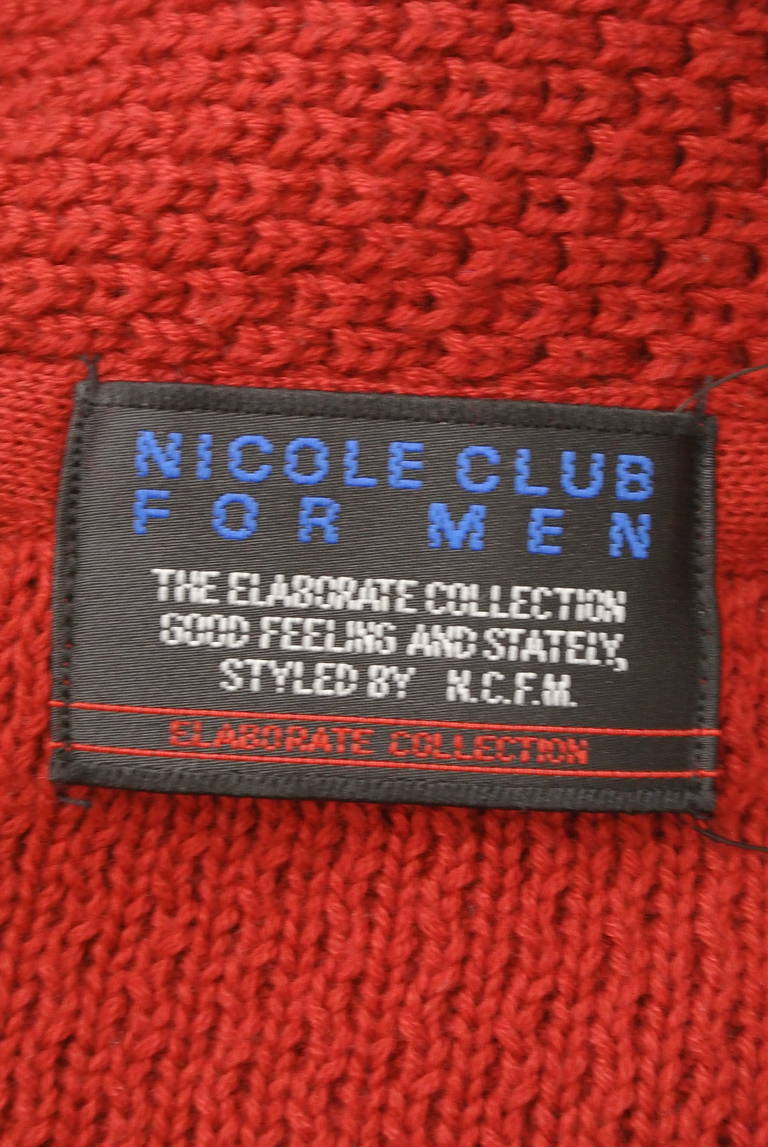 NICOLE CLUB
FOR MEN
THE ELABORATE COLLECTION
GOOD FEELING AND STATELY,
STYLED BY N.C.F.M.
ELABORATE COLLECTION